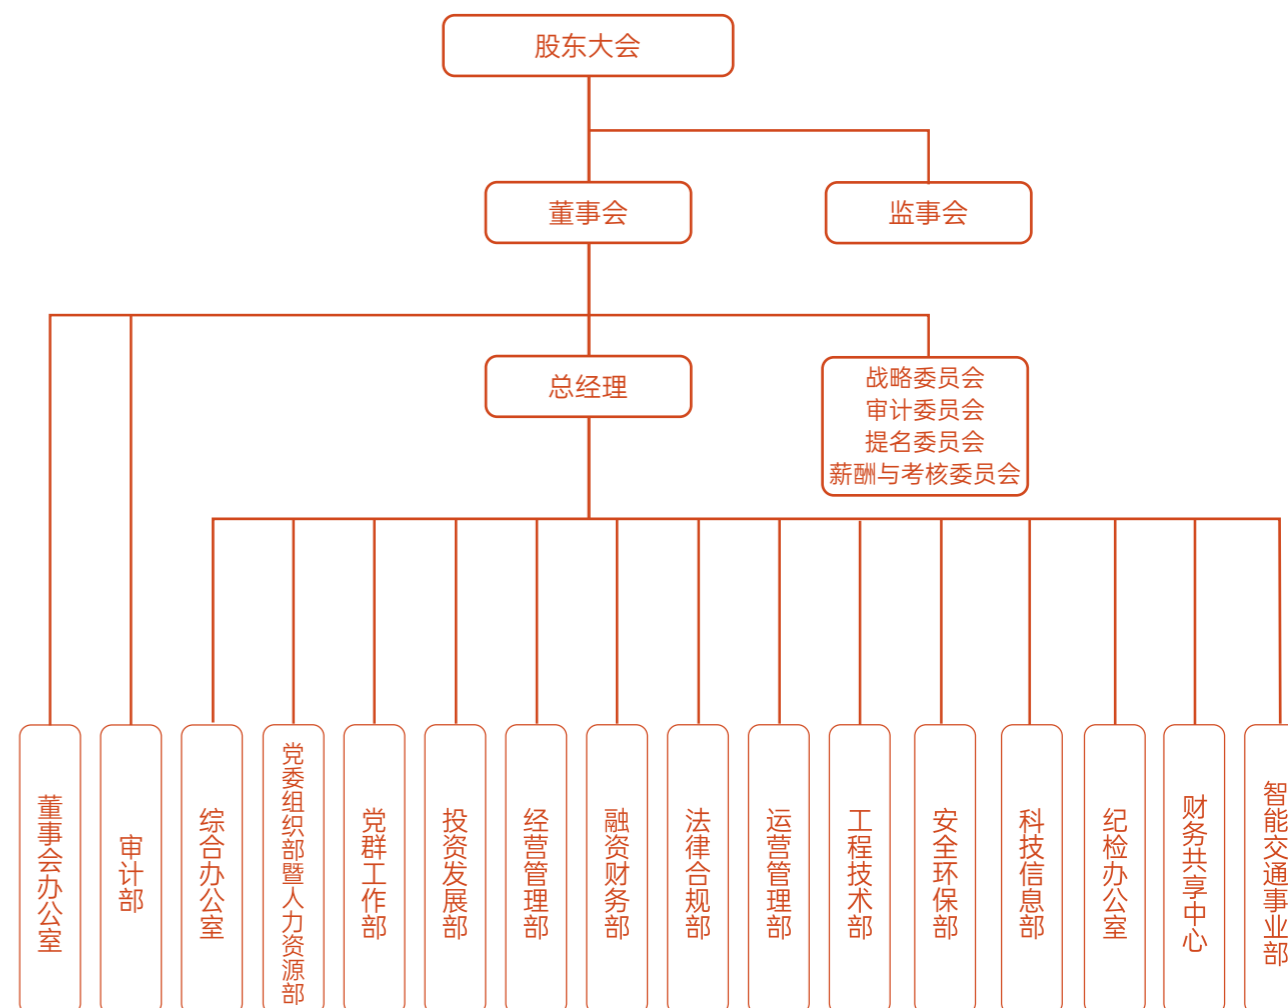 股东大会
董事会
监事会
总经理
战略委员会
审计委员会
提名委员会
薪酬与考核委员会
董事会办公室
审计部
综合办公室
党委组织部暨人力资源部
党群工作部
投资发展部
经营管理部
融资财务部
法律合规部
运营管理部
工程技术部
安全环保部
科技信息部
纪检办公室
财务共享中心
智能交通事业部